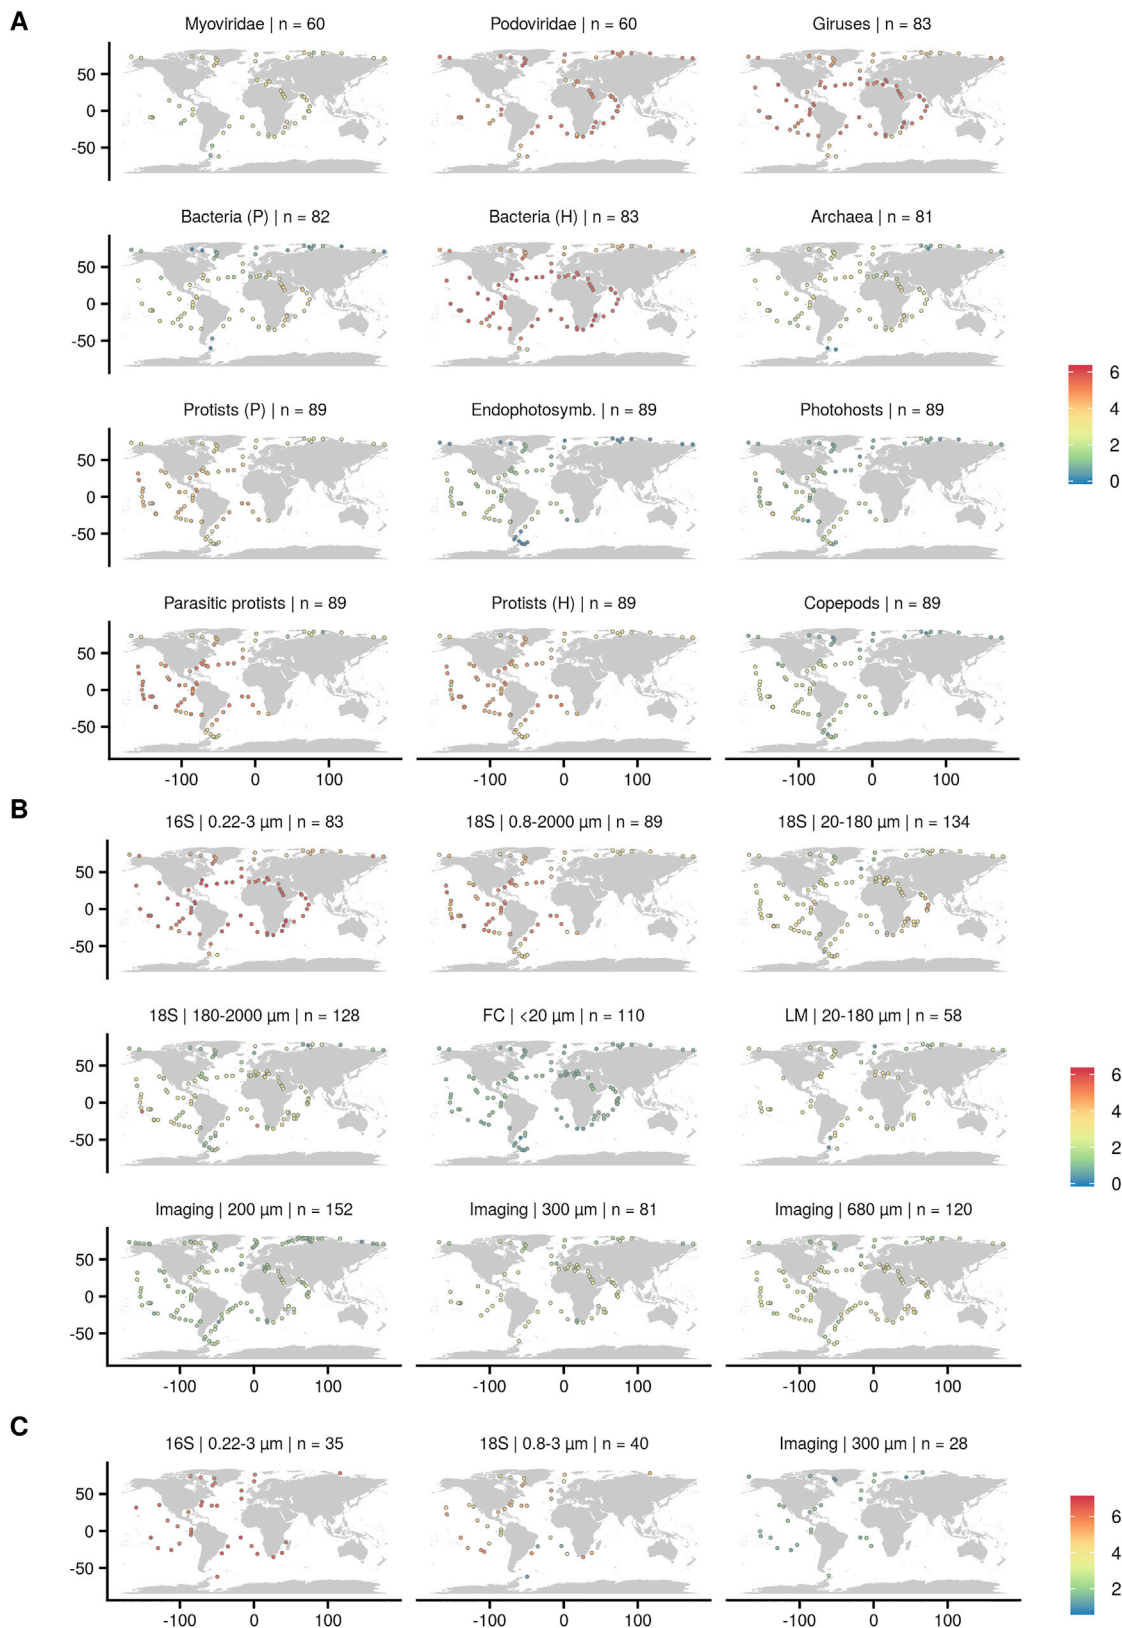 A
Myoviridae | n = 60
Podoviridae | n = 60
Giruses | n = 83
50
0
-50
Bacteria (P) | n = 82
Bacteria (H) | n = 83
Archaea | n = 81
50
0
-50
6
4
2
0
Protists (P) | n = 89
Endophotosymb. | n = 89
Photohosts | n = 89
50
0
-50
Parasitic protists | n = 89
Protists (H) | n = 89
Copepods | n = 89
50
0
-50
-100 0 100
-100 0 100
-100 0 100
B
16S | 0.22-3 µm | n = 83
18S | 0.8-2000 µm | n = 89
18S | 20-180 µm | n = 134
50
0
-50
18S | 180-2000 µm | n = 128
FC | <20 µm | n = 110
LM | 20-180 µm | n = 58
50
0
-50
6
4
2
0
Imaging | 200 µm | n = 152
Imaging | 300 µm | n = 81
Imaging | 680 µm | n = 120
50
0
-50
-100 0 100
-100 0 100
-100 0 100
C
16S | 0.22-3 µm | n = 35
18S | 0.8-3 µm | n = 40
Imaging | 300 µm | n = 28
50
0
-50
6
4
2
-100 0 100
-100 0 100
-100 0 100